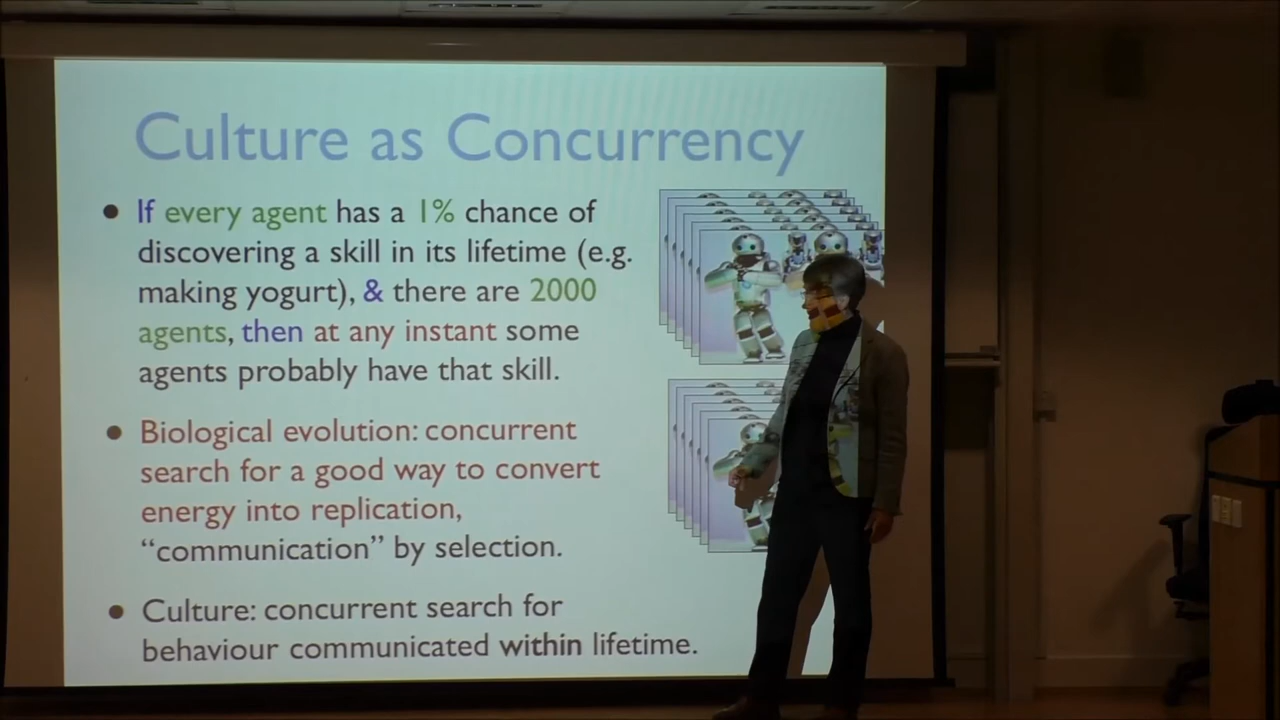 Culture as Concurrency
• If every agent has a 1% chance of
discovering a skill in its lifetime (e.g.
making yogurt), & there are 2000
agents, then at any instant some
agents probably have that skill.
• Biological evolution: concurrent
search for a good way to convert
energy into replication,
“communication” by selection.
• Culture: concurrent search for
behaviour communicated within lifetime.